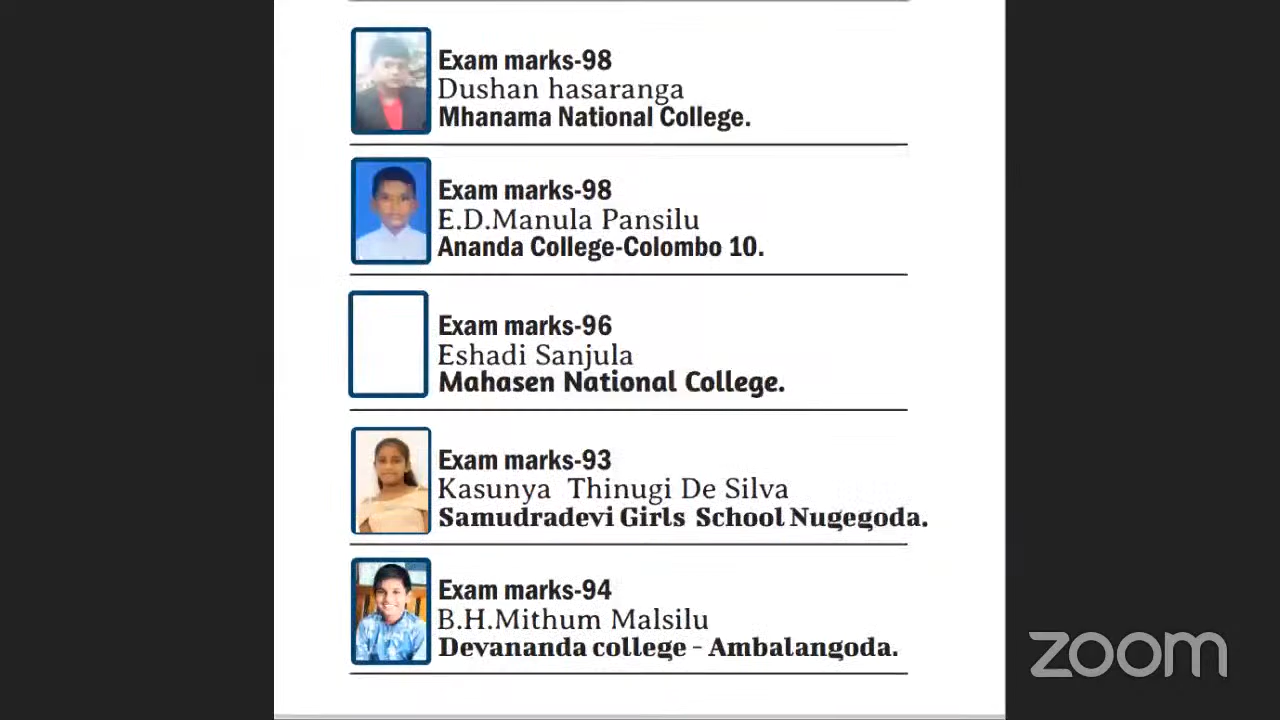 Exam marks-98
Dushan hasaranga
Mhanama National College.
Exam marks-98
E.D.Manula Pansilu
Ananda College-Colombo 10.
Exam marks-96
Eshadi Sanjula
Mahasen National College.
Exam marks-93
Kasunya Thinugi De Silva
Samudradevi Girls School Nugegoda.
Exam marks-94
B.H.Mithum Malsilu
Devananda college - Ambalangoda.
zoom